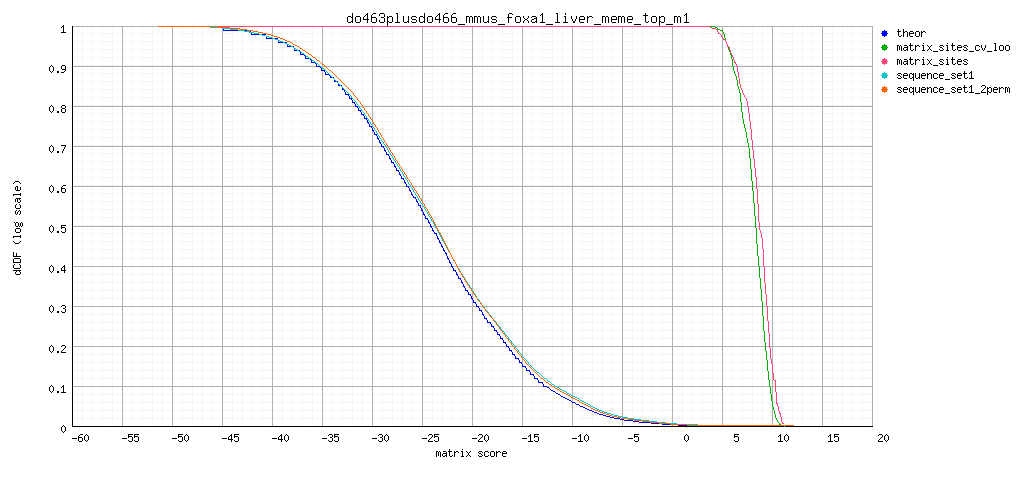 do463plusdo466_mmus_foxa1_liver_meme_top_m1
theor
matrix_sites_cv_loo
matrix_sites
sequence_set1
sequence_set1_2perm
dCDF (log scale)
1
0.9
0.8
0.7
0.6
0.5
0.4
0.3
0.2
0.1
0
-60 -55 -50 -45 -40 -35 -30 -25 -20 -15 -10 -5 0 5 10 15 20
matrix score